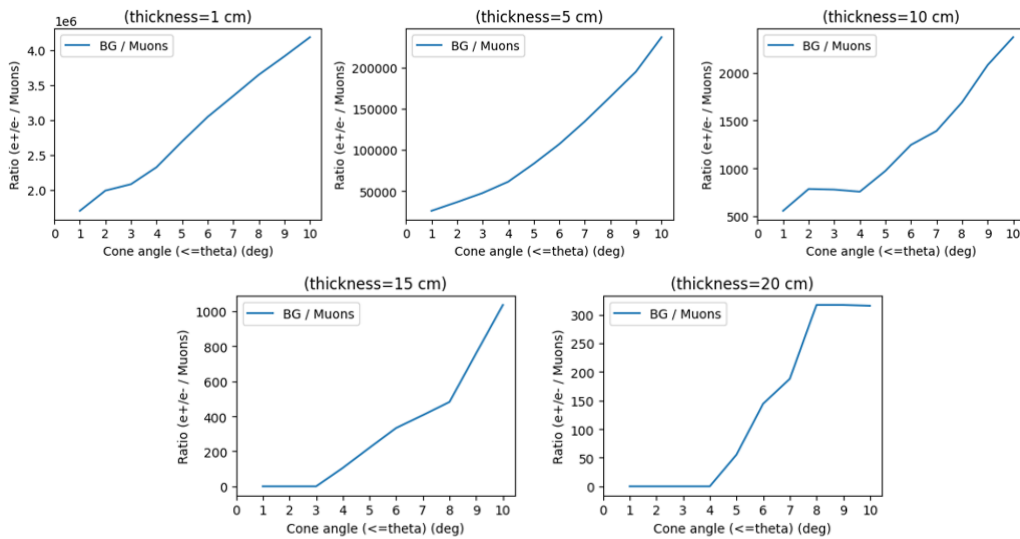 (thickness=1 cm)
1e6
BG / Muons
4.0
3.5
3.0
2.5
2.0
Ratio (e+/e- / Muons)
0 1 2 3 4 5 6 7 8 9 10
Cone angle (<=theta) (deg)
(thickness=5 cm)
BG / Muons
200000
150000
100000
50000
Ratio (e+/e- / Muons)
0 1 2 3 4 5 6 7 8 9 10
Cone angle (<=theta) (deg)
(thickness=10 cm)
BG / Muons
2000
1500
1000
500
Ratio (e+/e- / Muons)
0 1 2 3 4 5 6 7 8 9 10
Cone angle (<=theta) (deg)
(thickness=15 cm)
BG / Muons
1000
800
600
400
200
0
Ratio (e+/e- / Muons)
0 1 2 3 4 5 6 7 8 9 10
Cone angle (<=theta) (deg)
(thickness=20 cm)
BG / Muons
300
250
200
150
100
50
0
Ratio (e+/e- / Muons)
0 1 2 3 4 5 6 7 8 9 10
Cone angle (<=theta) (deg)